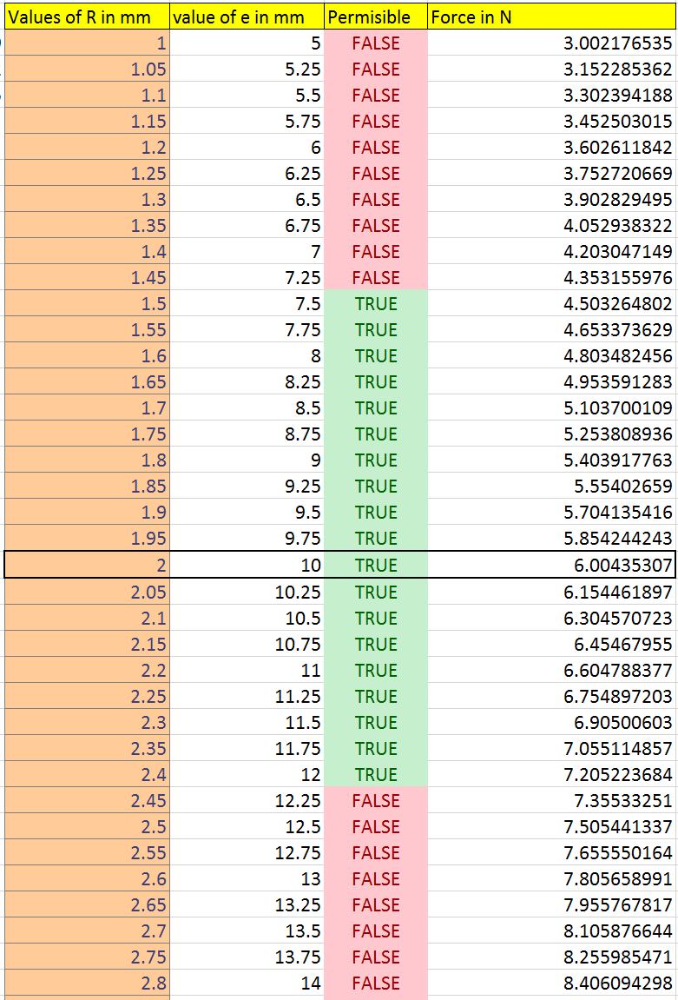 Values of R in mm value of e in mm Permisible Force in N
1 5 FALSE 3.002176535
1.05 5.25 FALSE 3.152285362
1.1 5.5 FALSE 3.302394188
1.15 5.75 FALSE 3.452503015
1.2 6 FALSE 3.602611842
1.25 6.25 FALSE 3.752720669
1.3 6.5 FALSE 3.902829495
1.35 6.75 FALSE 4.052938322
1.4 7 FALSE 4.203047149
1.45 7.25 FALSE 4.353155976
1.5 7.5 TRUE 4.503264802
1.55 7.75 TRUE 4.653373629
1.6 8 TRUE 4.803482456
1.65 8.25 TRUE 4.953591283
1.7 8.5 TRUE 5.103700109
1.75 8.75 TRUE 5.253808936
1.8 9 TRUE 5.403917763
1.85 9.25 TRUE 5.55402659
1.9 9.5 TRUE 5.704135416
1.95 9.75 TRUE 5.854244243
2 10 TRUE 6.00435307
2.05 10.25 TRUE 6.154461897
2.1 10.5 TRUE 6.304570723
2.15 10.75 TRUE 6.45467955
2.2 11 TRUE 6.604788377
2.25 11.25 TRUE 6.754897203
2.3 11.5 TRUE 6.90500603
2.35 11.75 TRUE 7.055114857
2.4 12 TRUE 7.205223684
2.45 12.25 FALSE 7.35533251
2.5 12.5 FALSE 7.505441337
2.55 12.75 FALSE 7.655550164
2.6 13 FALSE 7.805658991
2.65 13.25 FALSE 7.955767817
2.7 13.5 FALSE 8.105876644
2.75 13.75 FALSE 8.255985471
2.8 14 FALSE 8.406094298